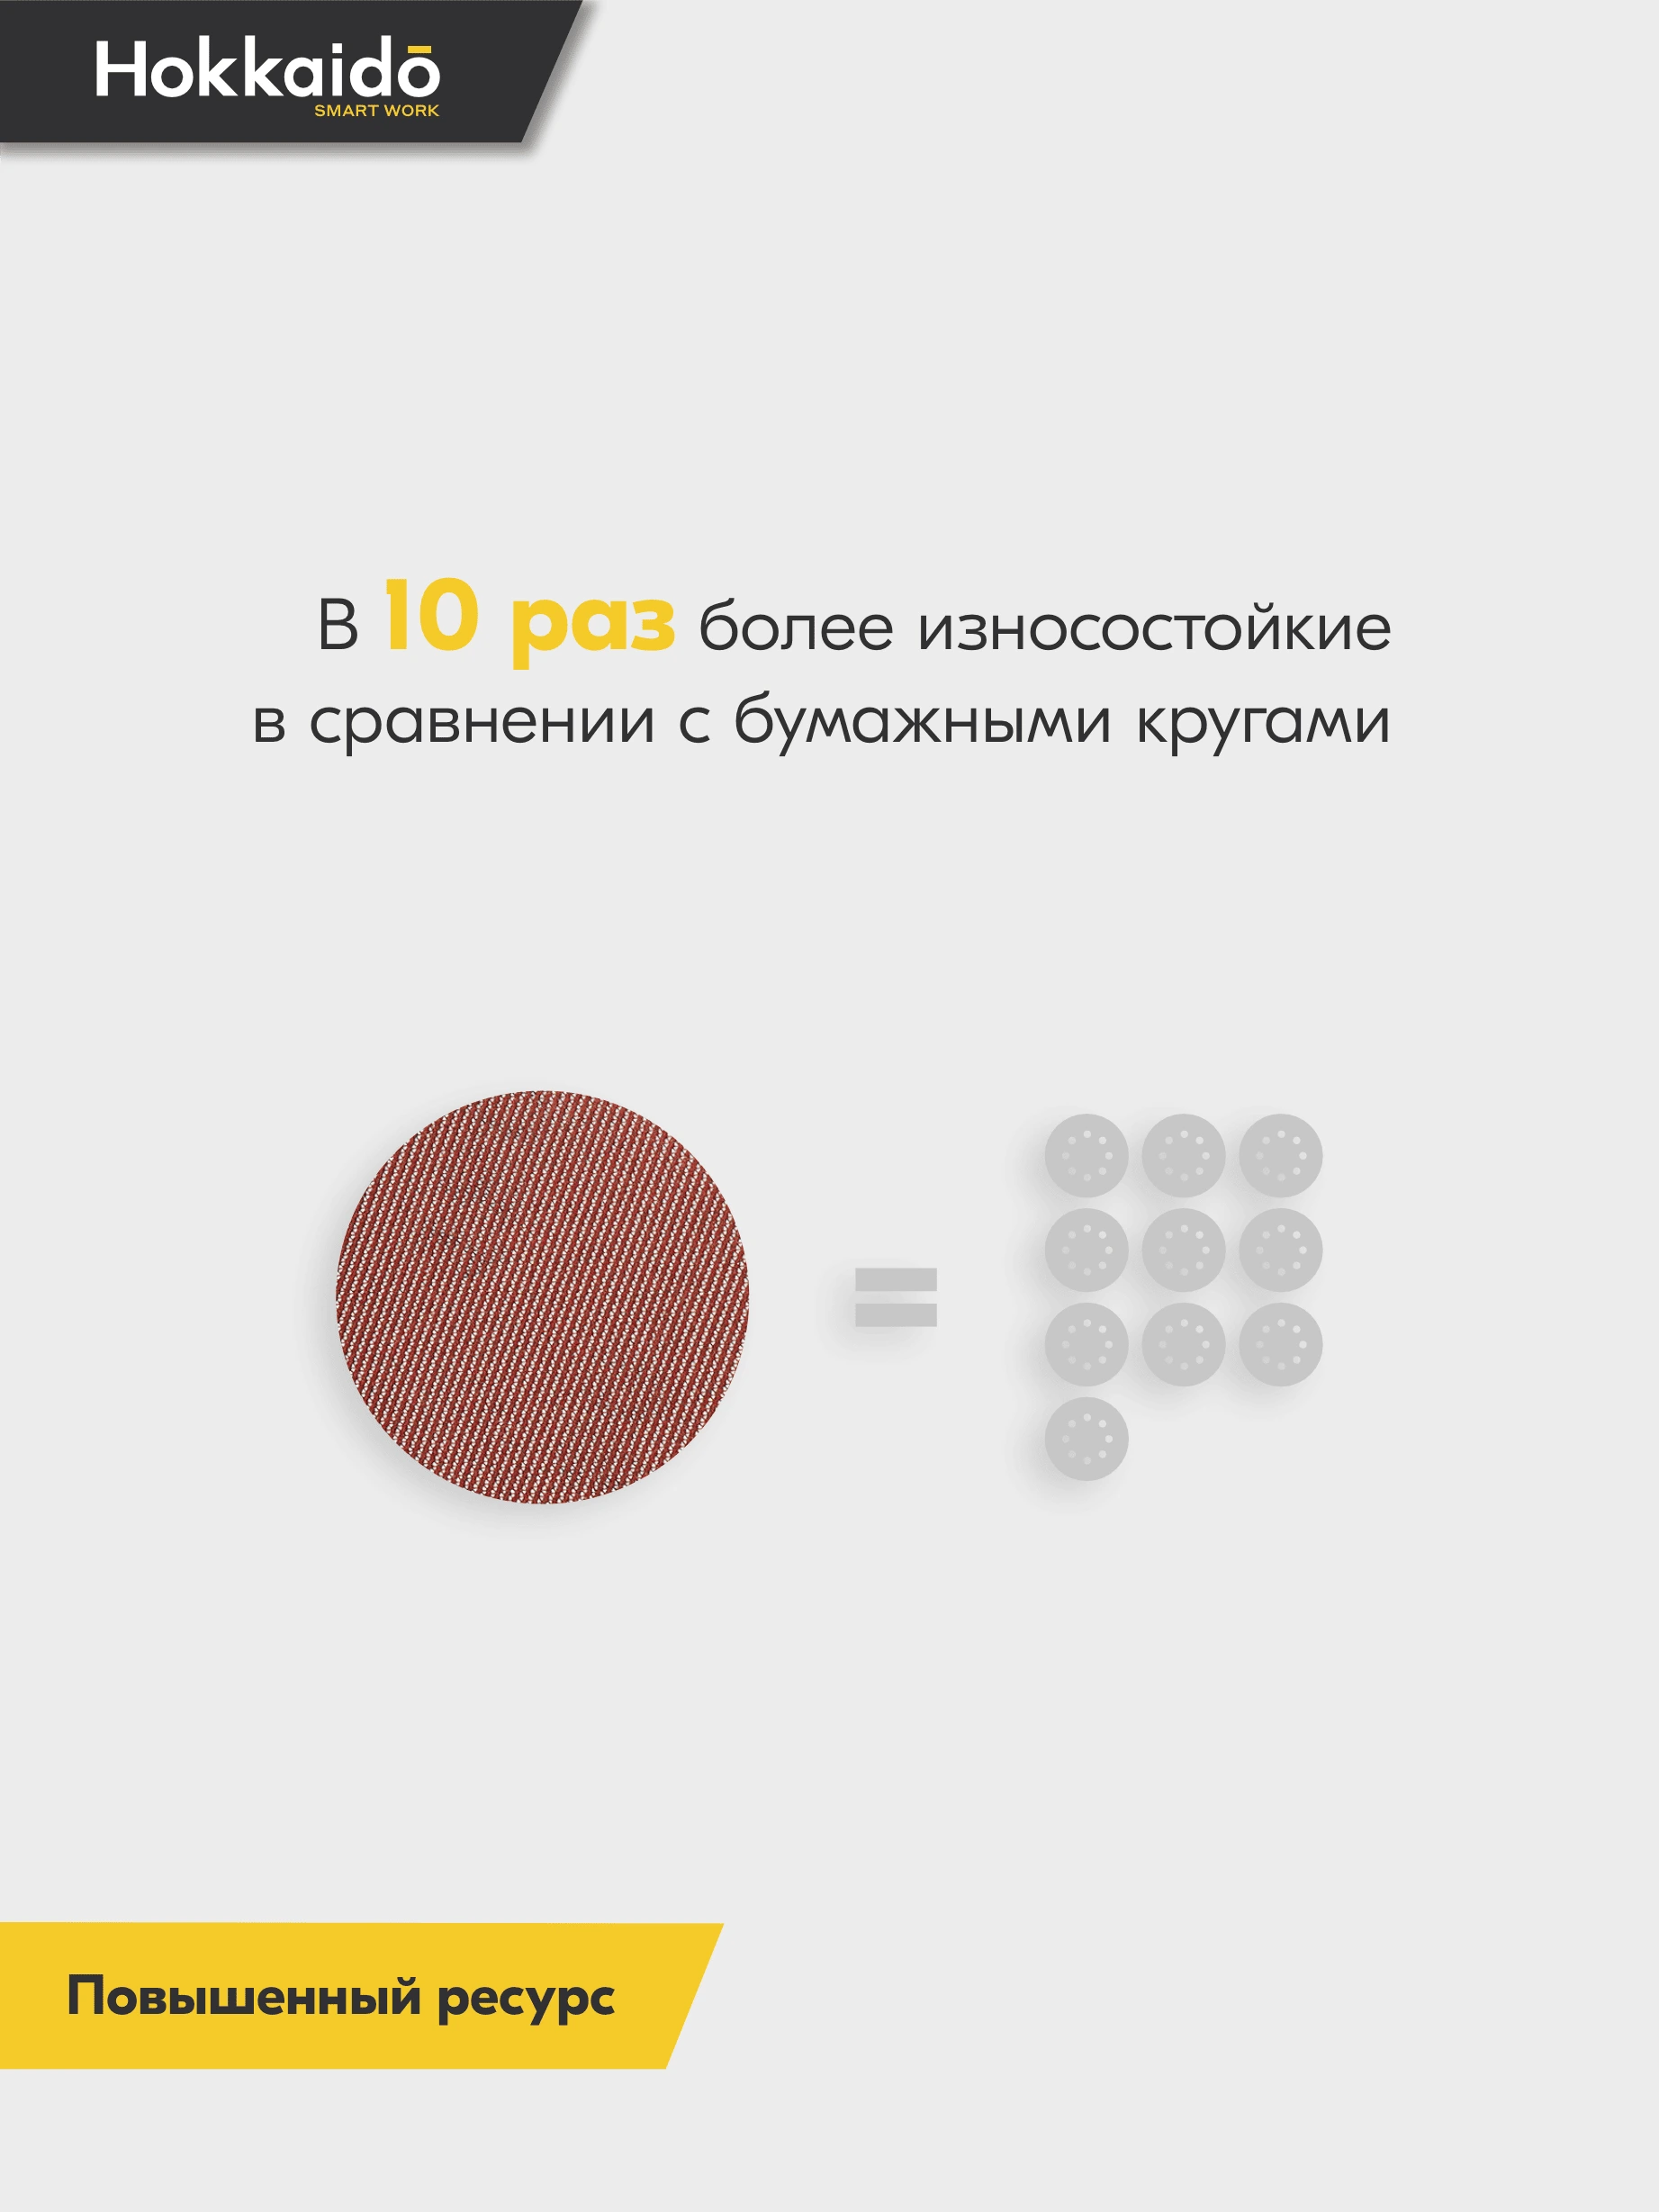 Hokkaidō
SMART WORK
В 10 раз более износостойкие
в сравнении с бумажными кругами
=
Повышенный ресурс